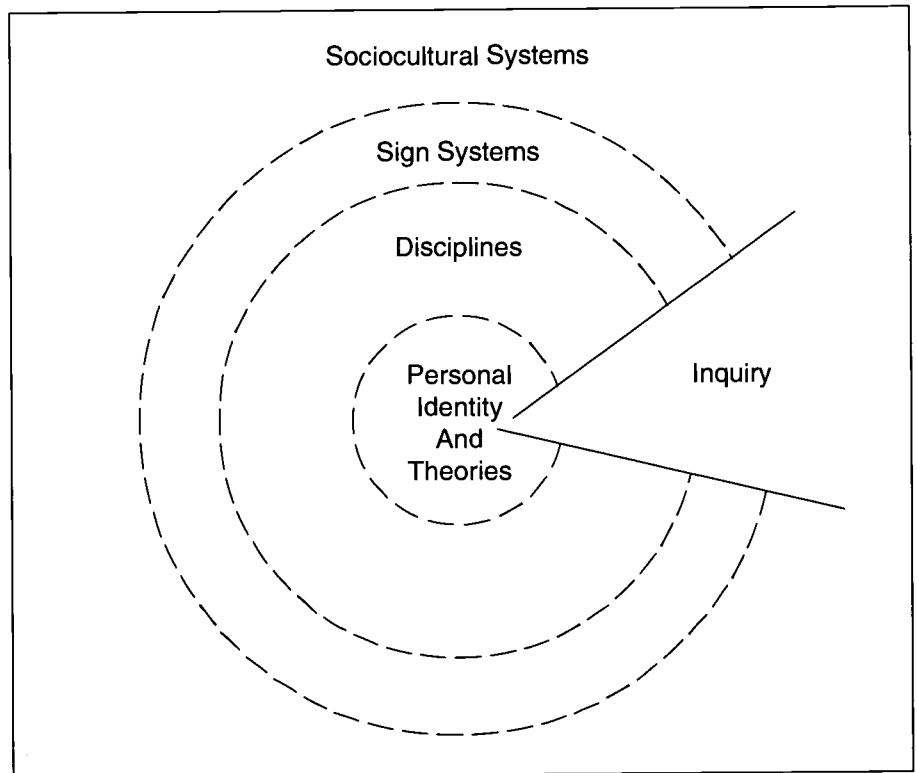 Sociocultural Systems
Sign Systems
Disciplines
Personal
Identity
And
Theories
Inquiry